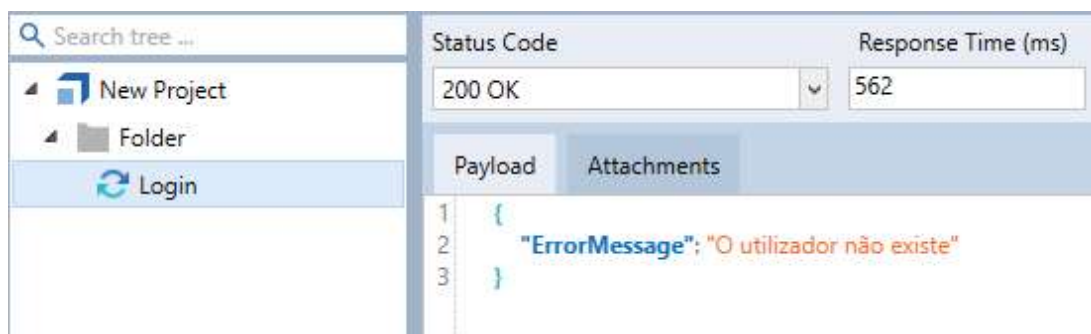 Search tree ...
New Project
Folder
Login
Status Code
Response Time (ms)
200 OK
562
Payload
Attachments
1 {
2 "ErrorMessage": "O utilizador não existe"
3 }